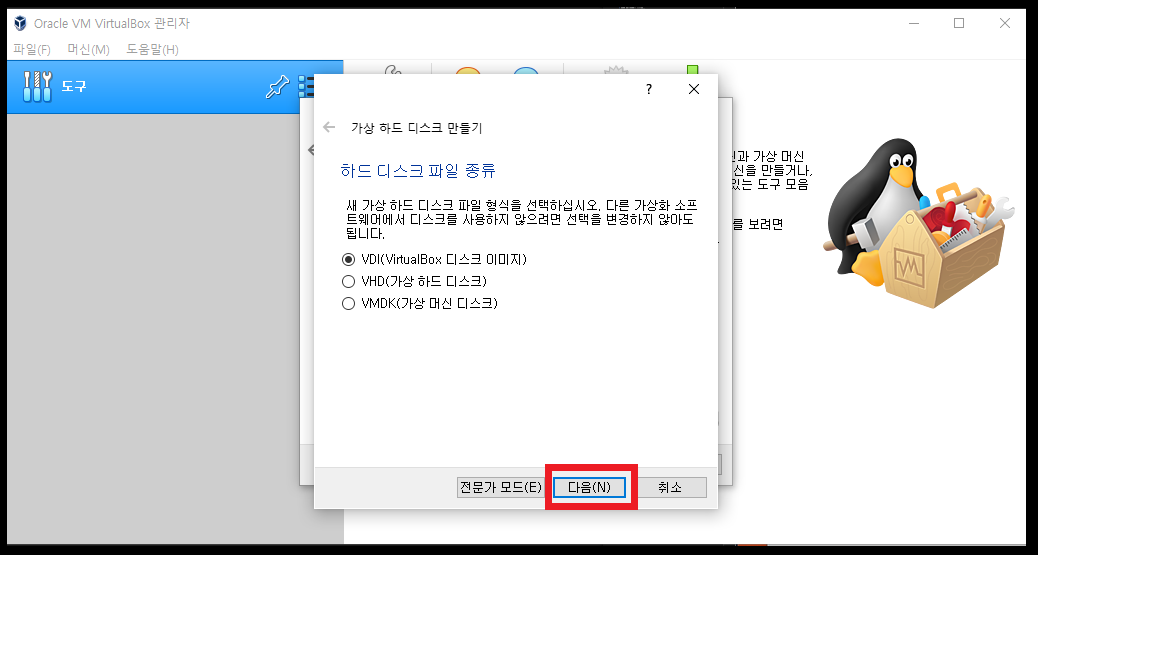 Oracle VM VirtualBox 관리자
파일(F) 머신(M) 도움말(H)
도구
?
가상 하드 디스크 만들기
하드 디스크 파일 종류
새 가상 하드 디스크 파일 형식을 선택하십시오. 다른 가상화 소프
트웨어에서 디스크를 사용하지 않으려면 선택을 변경하지 않아도
됩니다.
VDI(VirtualBox 디스크 이미지)
VHD(가상 하드 디스크)
VMDK(가상 머신 디스크)
전문가 모드(E) 다음(N) 취소
가상 머신
신을 만들거나,
있는 도구 모음
를 보려면